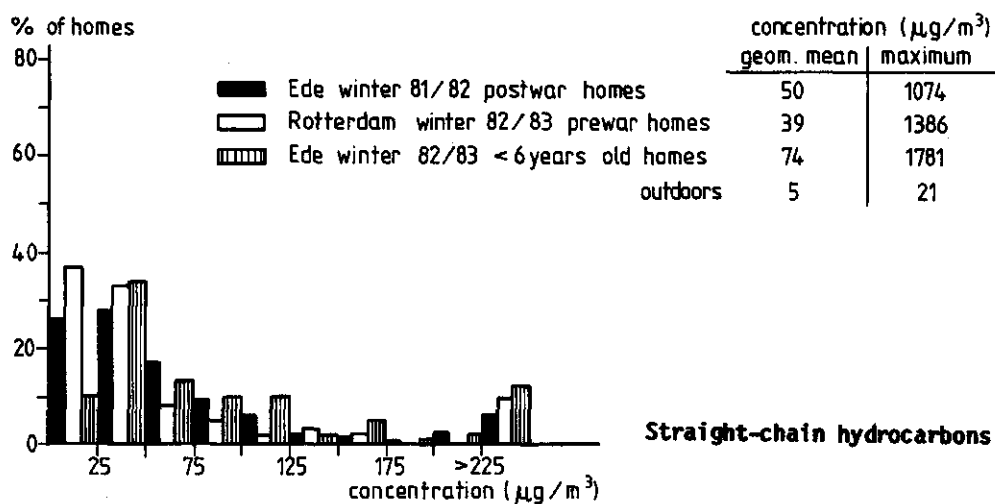 % of homes
concentration (µg/m³)
geom. mean maximum
80
Ede winter 81/82 postwar homes 50 1074
Rotterdam winter 82/83 prewar homes 39 1386
60
Ede winter 82/83 < 6 years old homes 74 1781
outdoors 5 21
40
20
0
Straight-chain hydrocarbons
25 75 125 175 >225
concentration (µg/m³)